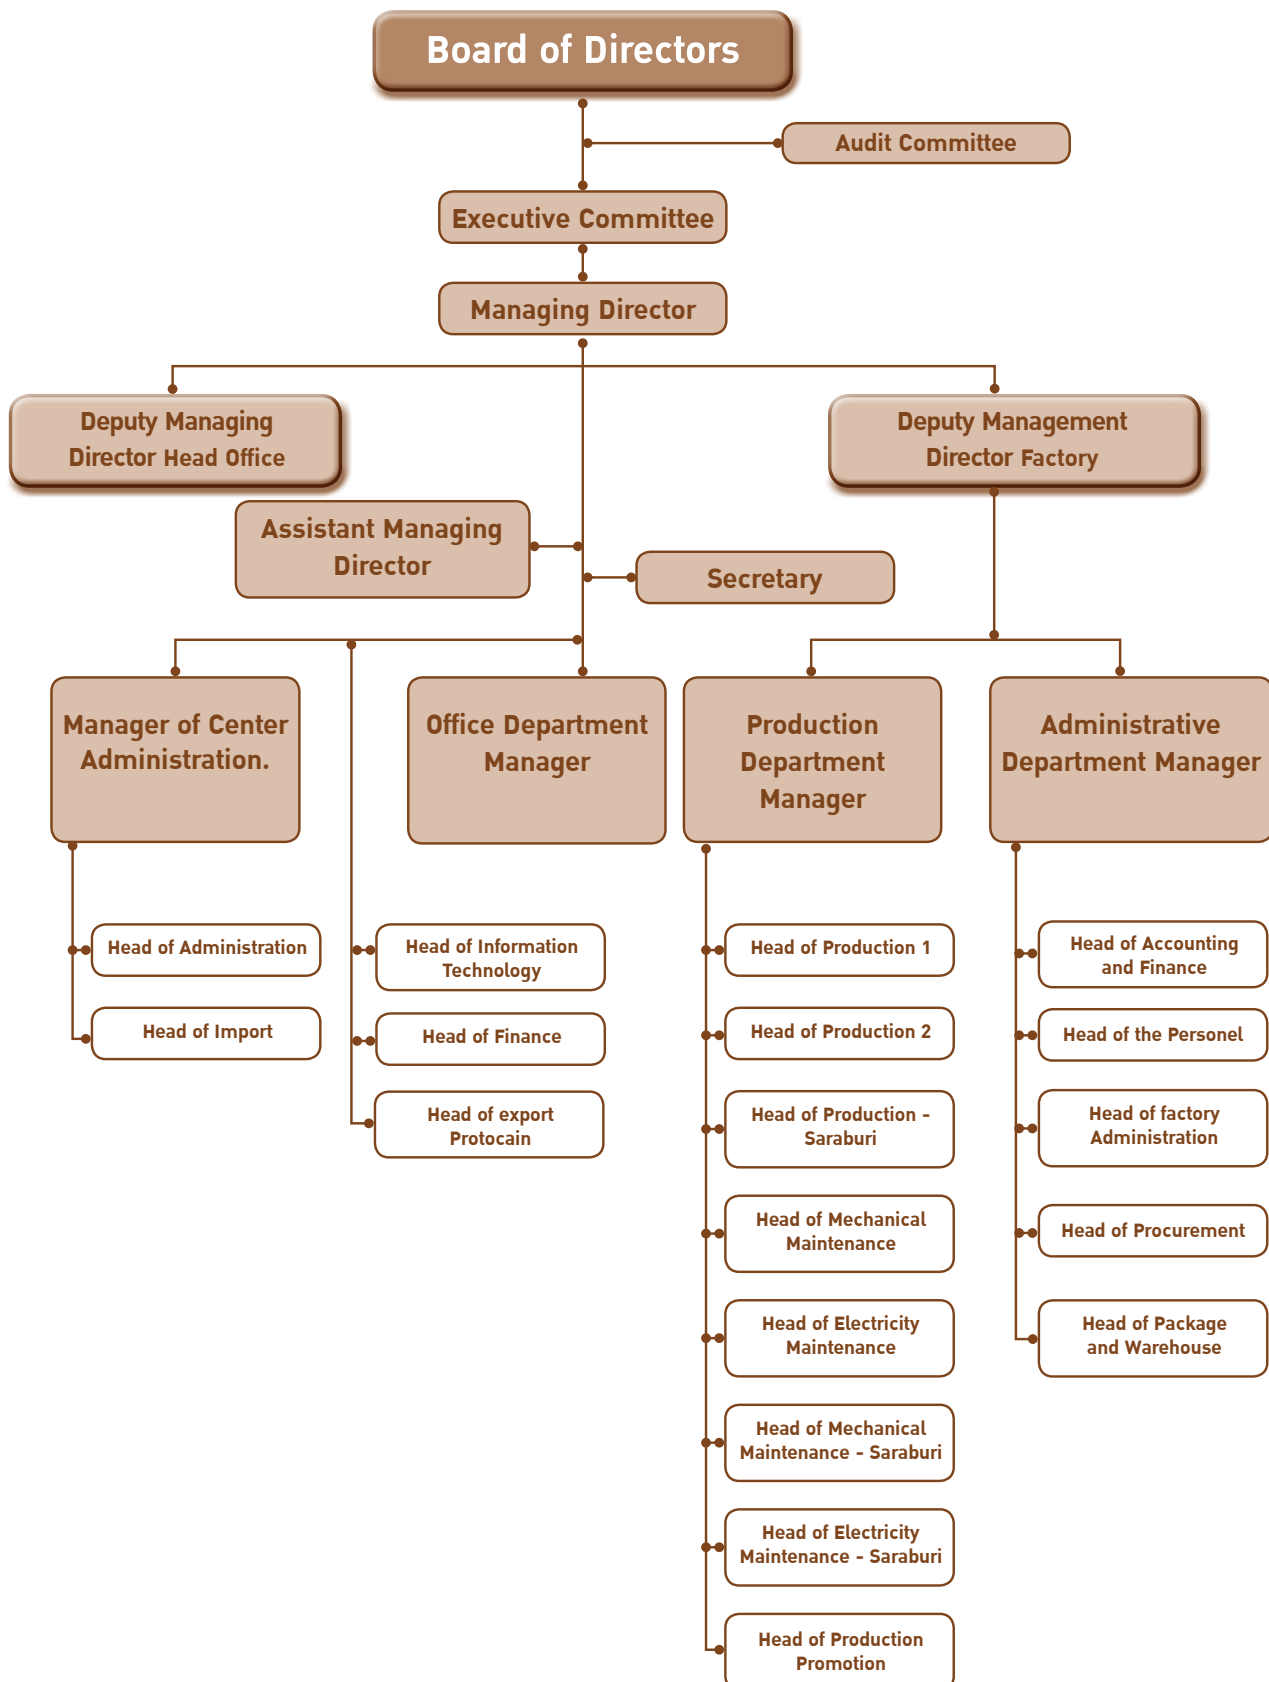 Board of Directors
Audit Committee
Executive Committee
Managing Director
Deputy Managing
Director Head Office
Deputy Management
Director Factory
Assistant Managing
Director
Secretary
Manager of Center
Administration.
Office Department
Manager
Production
Department
Manager
Administrative
Department Manager
Head of Administration
Head of Import
Head of Information
Technology
Head of Finance
Head of export
Protocain
Head of Production 1
Head of Production 2
Head of Production -
Saraburi
Head of Mechanical
Maintenance
Head of Electricity
Maintenance
Head of Mechanical
Maintenance - Saraburi
Head of Electricity
Maintenance - Saraburi
Head of Production
Promotion
Head of Accounting
and Finance
Head of the Personel
Head of factory
Administration
Head of Procurement
Head of Package
and Warehouse